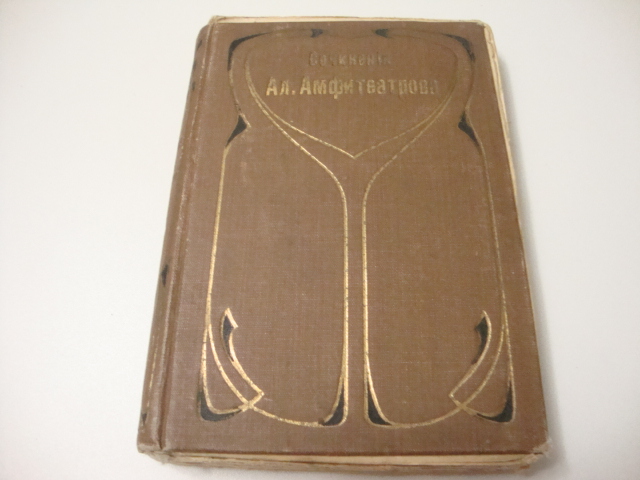 Сочиненія
Ал. Амфитеатрова